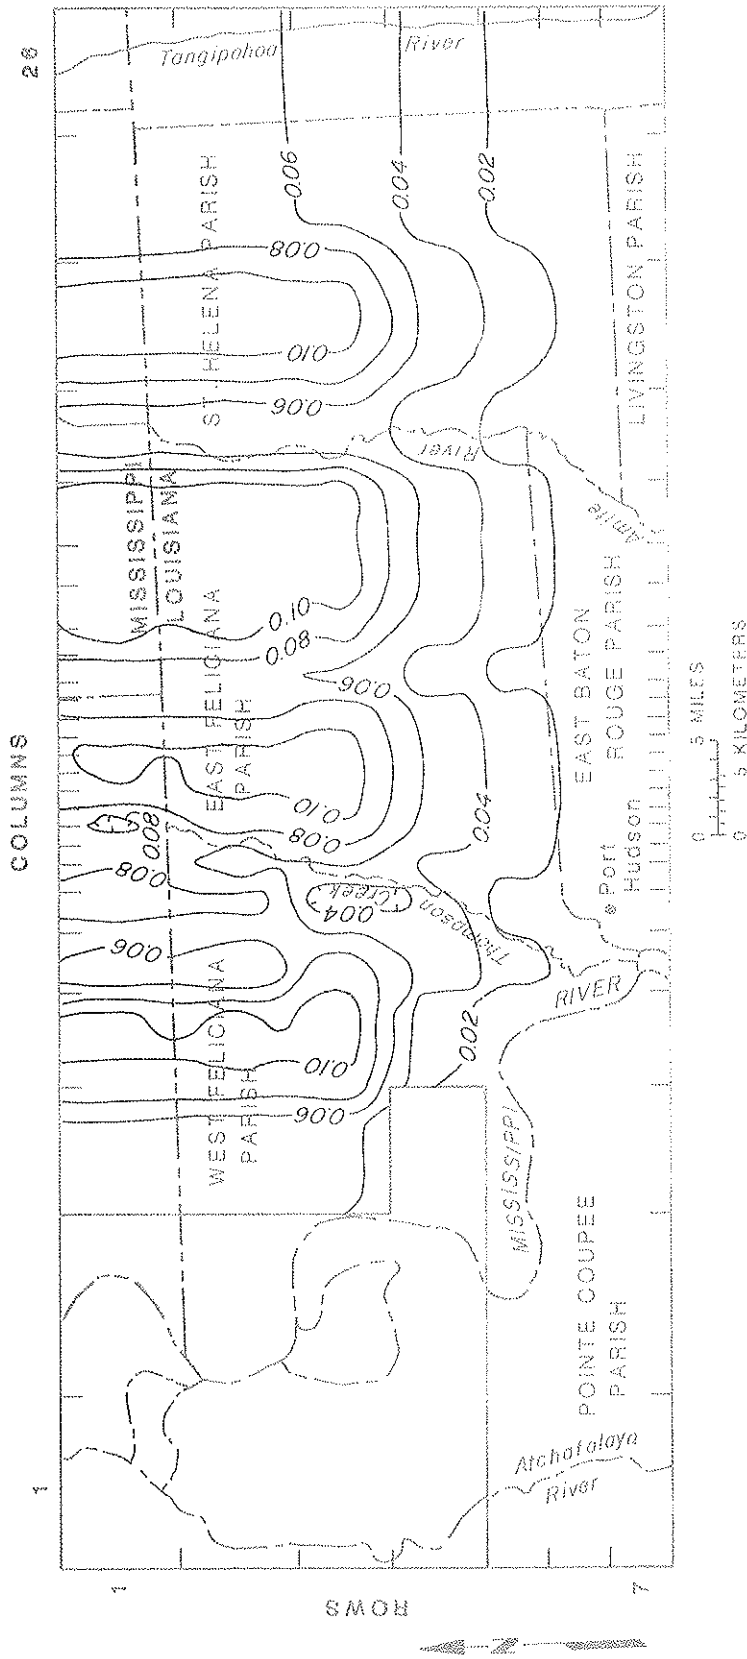 COLUMNS
1
26
ROWS
1
7
N
MISSISSIPPI
LOUISIANA
WEST FELICIANA
PARISH
EAST FELICIANA
PARISH
ST. HELENA PARISH
Tangipahoa
River
0.06
0.10
0.06
0.08
0.08
0.04
0.08
0.10
0.06
0.08
0.10
0.06
0.10
0.08
0.06
0.04
0.02
0.02
0.04
Thompson
Creek
Amite
River
MISSISSIPPI
RIVER
Atchafalaya
River
POINTE COUPEE
PARISH
Port
Hudson
EAST BATON
ROUGE PARISH
LIVINGSTON PARISH
0 5 MILES
0 5 KILOMETERS